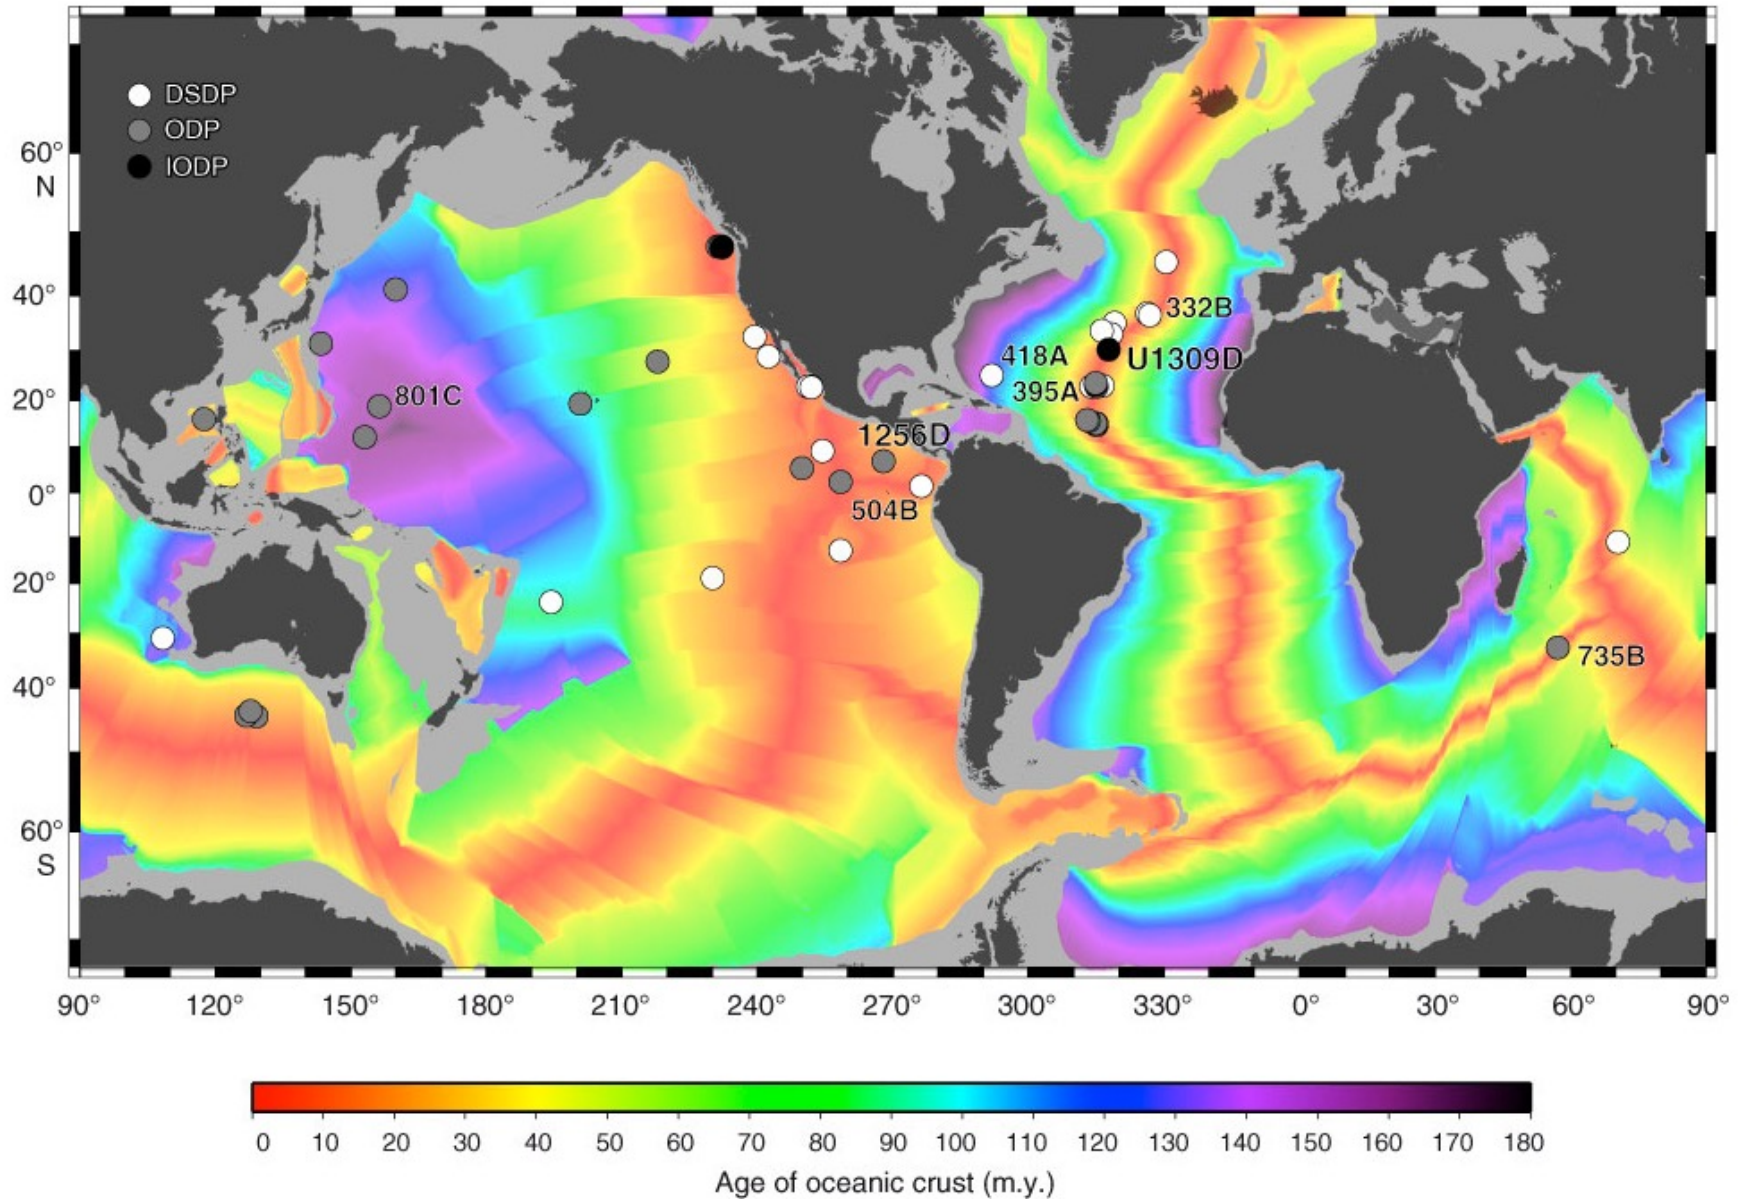 DSDP
ODP
IODP
60°
N
40°
20°
0°
20°
40°
60°
S
801C
332B
418A
U1309D
395A
1256D
504B
735B
90° 120° 150° 180° 210° 240° 270° 300° 330° 0° 30° 60° 90°
0 10 20 30 40 50 60 70 80 90 100 110 120 130 140 150 160 170 180
Age of oceanic crust (m.y.)